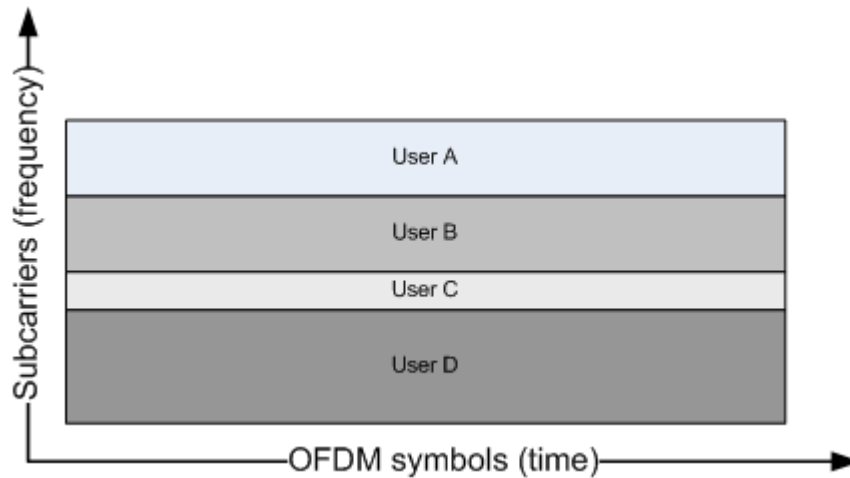 Subcarriers (frequency)
User A
User B
User C
User D
OFDM symbols (time)